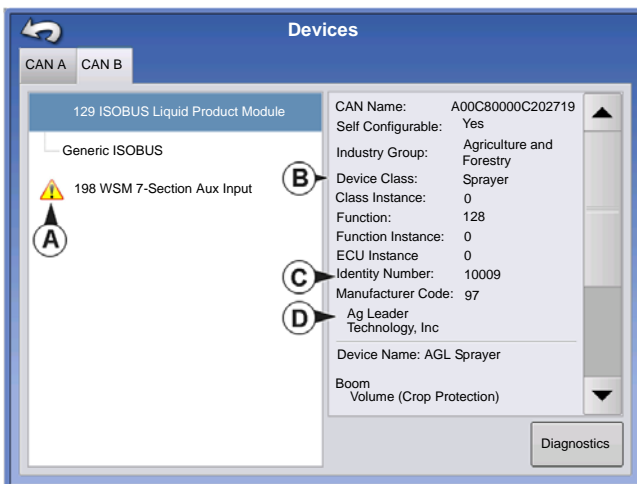 Devices
CAN A CAN B
129 ISOBUS Liquid Product Module
Generic ISOBUS
198 WSM 7-Section Aux Input
A
CAN Name: A00C80000C202719
Self Configurable: Yes
Industry Group: Agriculture and
Forestry
B
Device Class: Sprayer
Class Instance: 0
Function: 128
Function Instance: 0
ECU Instance 0
C
Identity Number: 10009
Manufacturer Code: 97
D
Ag Leader
Technology, Inc
Device Name: AGL Sprayer
Boom
Volume (Crop Protection)
Diagnostics